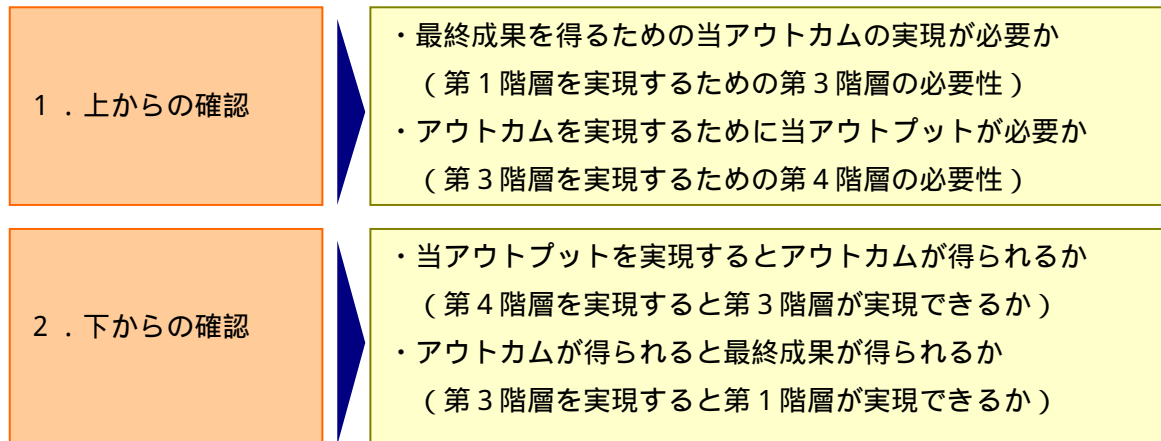 1．上からの確認
・最終成果を得るための当アウトカムの実現が必要か
（第1階層を実現するための第3階層の必要性）
・アウトカムを実現するために当アウトプットが必要か
（第3階層を実現するための第4階層の必要性）
2．下からの確認
・当アウトプットを実現するとアウトカムが得られるか
（第4階層を実現すると第3階層が実現できるか）
・アウトカムが得られると最終成果が得られるか
（第3階層を実現すると第1階層が実現できるか）